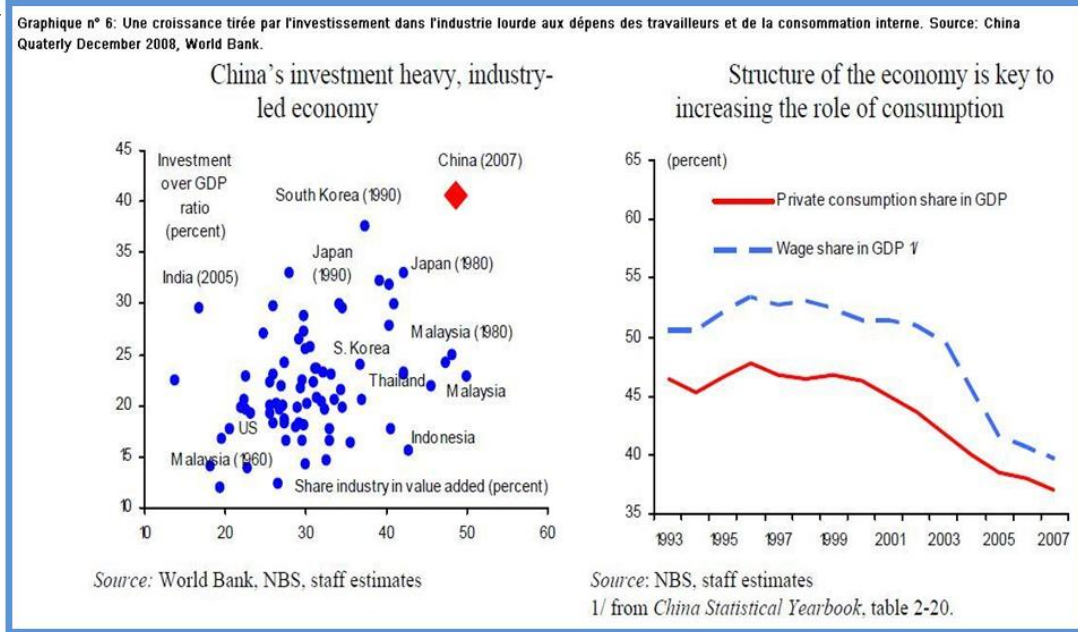 Graphique n° 6: Une croissance tirée par l'investissement dans l'industrie lourde aux dépens des travailleurs et de la consommation interne. Source: China
Quaterly December 2008, World Bank.
China's investment heavy, industry-
led economy
45
40
35
30
25
20
15
10
Investment
over GDP
ratio
(percent)
China (2007)
South Korea (1990)
Japan
(1990)
Japan (1980)
India (2005)
Malaysia (1980)
S. Korea
Thailand
Malaysia
US
Indonesia
Malaysia (1960)
Share industry in value added (percent)
10 20 30 40 50 60
Source: World Bank, NBS, staff estimates
Structure of the economy is key to
increasing the role of consumption
65
60
55
50
45
40
35
(percent)
Private consumption share in GDP
Wage share in GDP 1/
1993 1995 1997 1999 2001 2003 2005 2007
Source: NBS, staff estimates
1/ from China Statistical Yearbook, table 2-20.